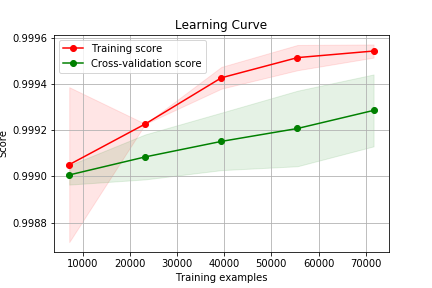 Learning Curve
0.9996
0.9994
0.9992
0.9990
0.9988
Score
Training score
Cross-validation score
10000 20000 30000 40000 50000 60000 70000
Training examples